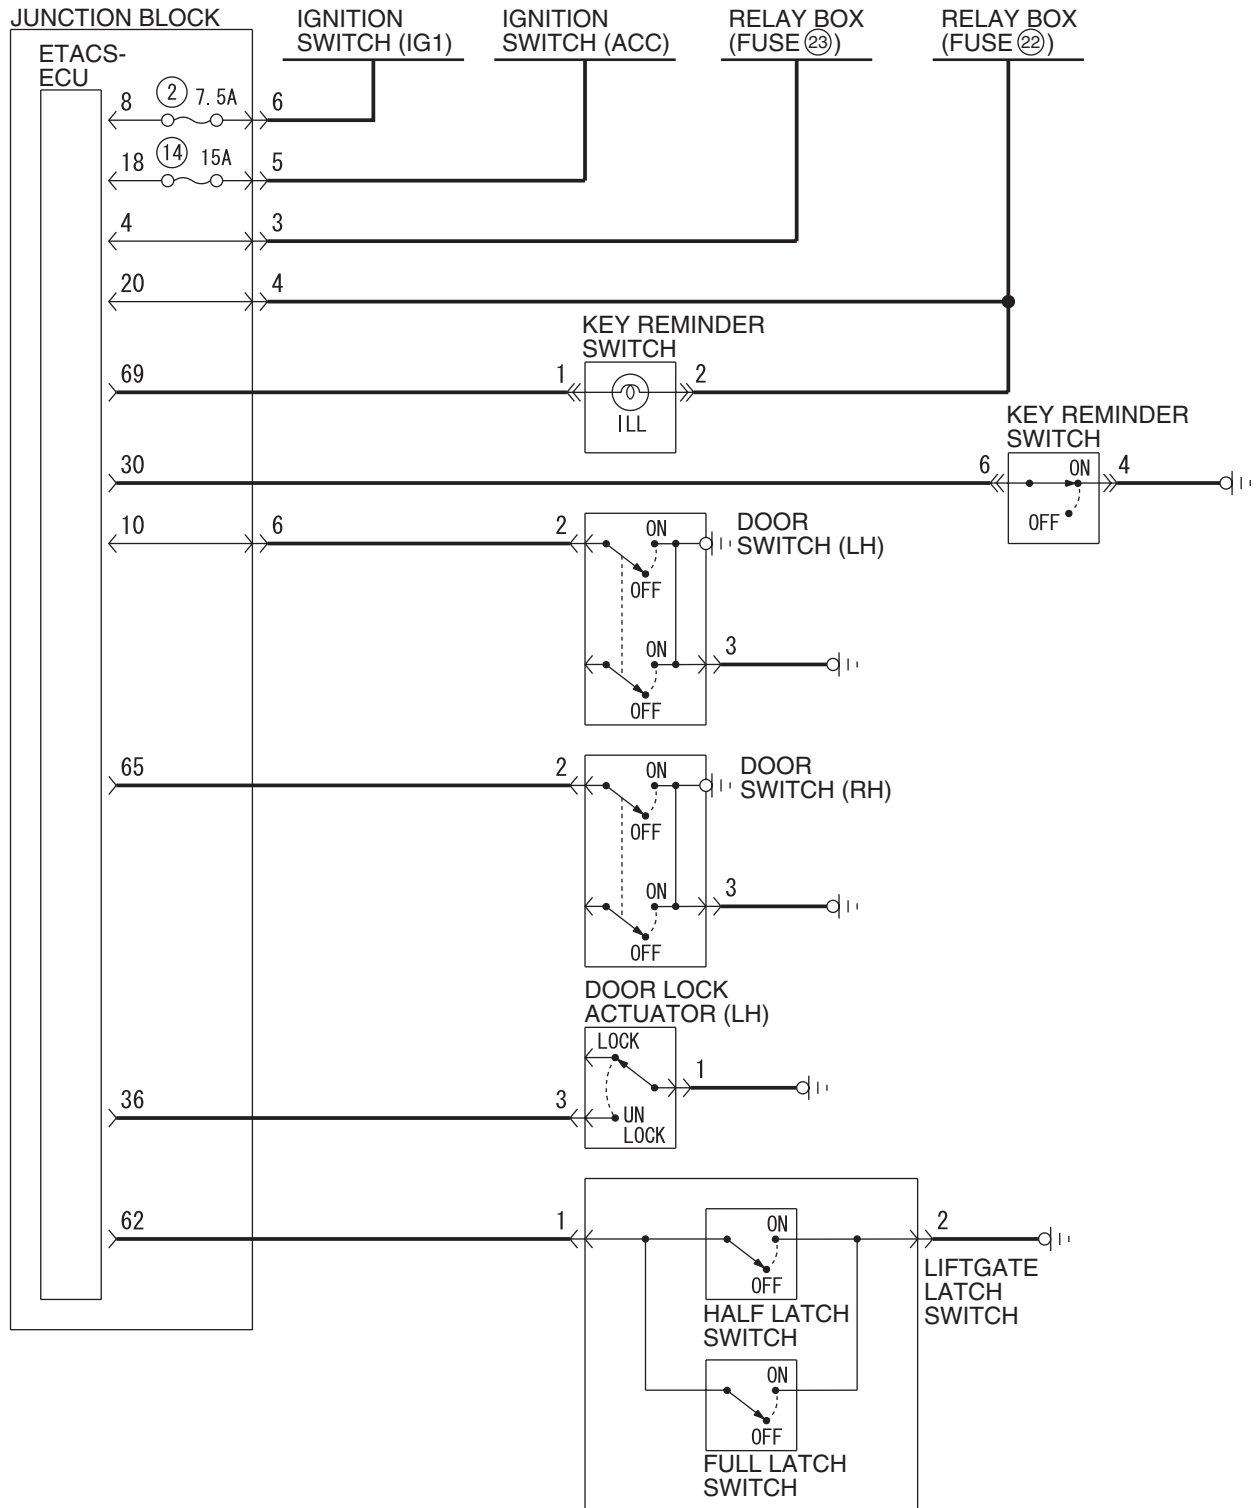 JUNCTION BLOCK
IGNITION
SWITCH (IG1)
IGNITION
SWITCH (ACC)
RELAY BOX
(FUSE ㉓)
RELAY BOX
(FUSE ㉒)
ETACS-
ECU
8
② 7.5A
6
18
⑭ 15A
5
4
3
20
4
KEY REMINDER
SWITCH
69
1
2
ILL
KEY REMINDER
SWITCH
30
6
ON
4
OFF
10
6
2
ON
OFF
DOOR
SWITCH (LH)
ON
3
OFF
65
2
ON
OFF
DOOR
SWITCH (RH)
ON
3
OFF
DOOR LOCK
ACTUATOR (LH)
LOCK
1
36
3
UN
LOCK
62
1
ON
2
OFF
LIFTGATE
LATCH
SWITCH
HALF LATCH
SWITCH
ON
OFF
FULL LATCH
SWITCH